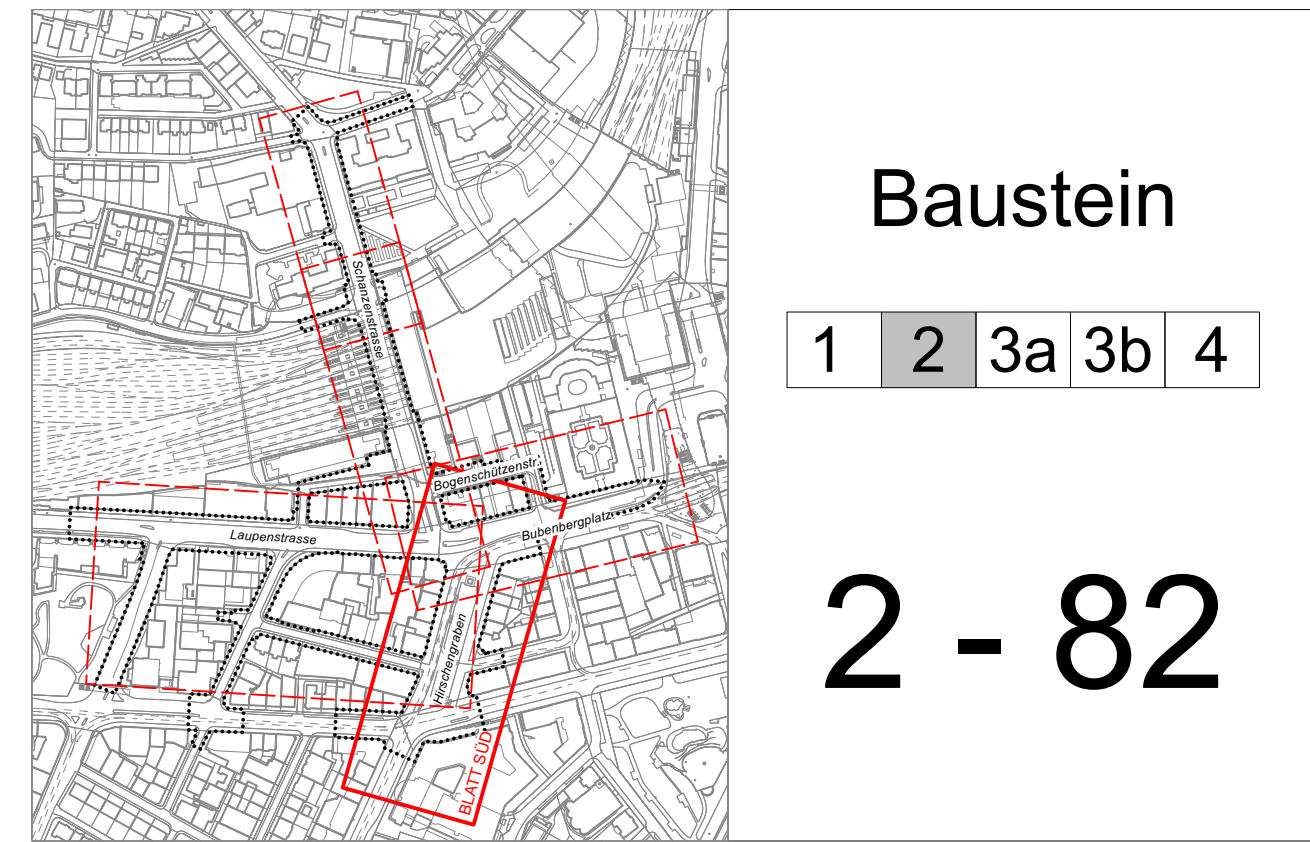 Schanzenstrasse
Bogenschützenstr.
Bubenbergplatz
Laupenstrasse
Hirschengraben
BLATT SÜD
Baustein
1 2 3a 3b 4
2 - 82